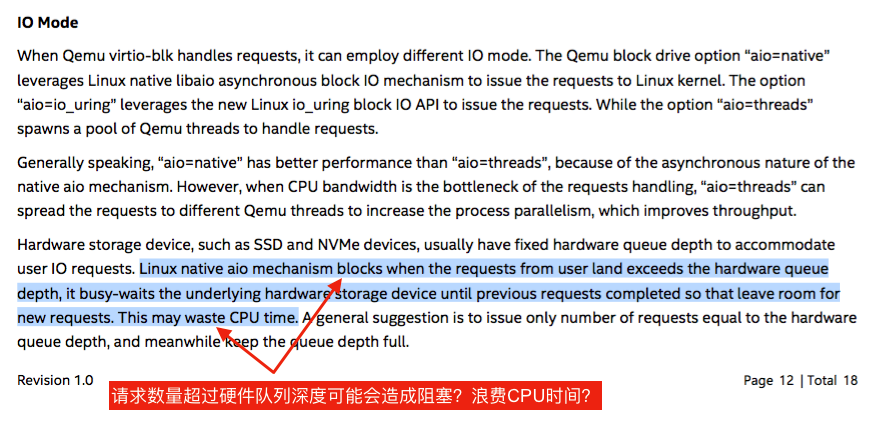 IO Mode
When Qemu virtio-blk handles requests, it can employ different IO mode. The Qemu block drive option “aio=native”
leverages Linux native libaio asynchronous block IO mechanism to issue the requests to Linux kernel. The option
“aio=io_uring” leverages the new Linux io_uring block IO API to issue the requests. While the option “aio=threads”
spawns a pool of Qemu threads to handle requests.
Generally speaking, “aio=native” has better performance than “aio=threads”, because of the asynchronous nature of the
native aio mechanism. However, when CPU bandwidth is the bottleneck of the requests handling, “aio=threads” can
spread the requests to different Qemu threads to increase the process parallelism, which improves throughput.
Hardware storage device, such as SSD and NVMe devices, usually have fixed hardware queue depth to accommodate
user IO requests. Linux native aio mechanism blocks when the requests from user land exceeds the hardware queue
depth, it busy-waits the underlying hardware storage device until previous requests completed so that leave room for
new requests. This may waste CPU time. A general suggestion is to issue only number of requests equal to the hardware
queue depth, and meanwhile keep the queue depth full.
Revision 1.0
Page 12 | Total 18
请求数量超过硬件队列深度可能会造成阻塞？浪费CPU时间？